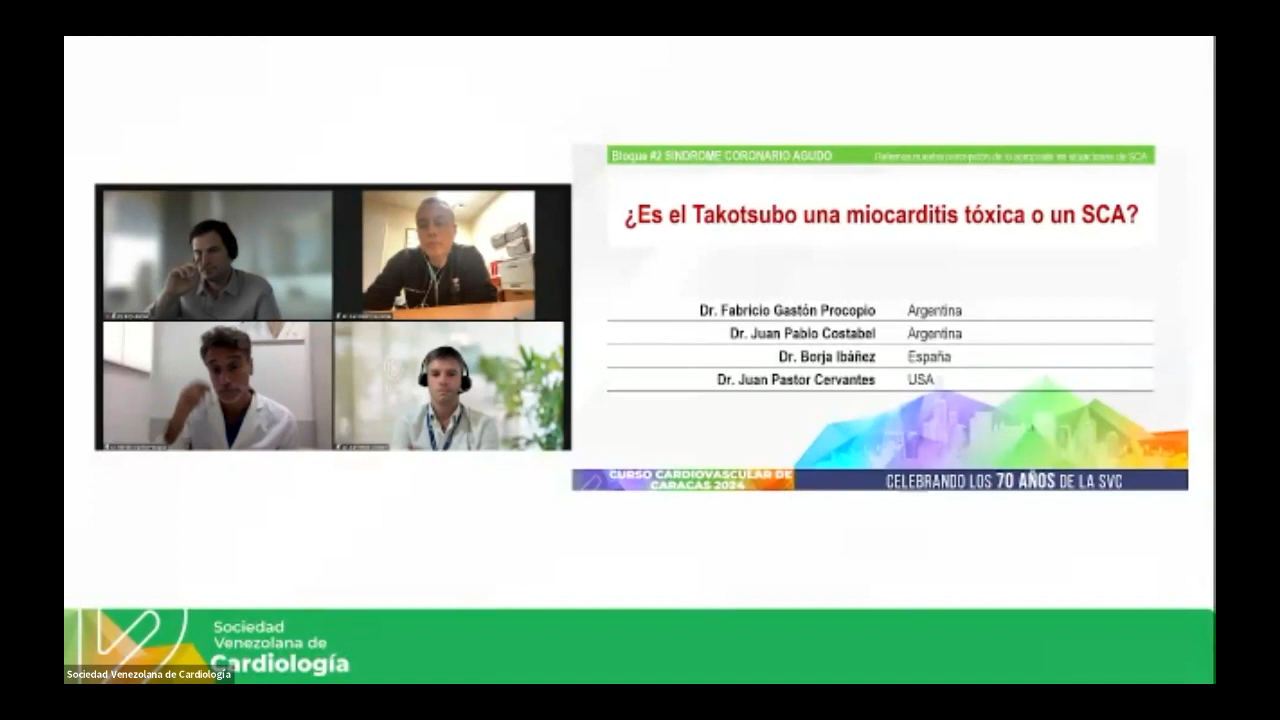 Bloque #2 SÍNDROME CORONARIO AGUDO
¿Es el Takotsubo una miocarditis tóxica o un SCA?
Dr. Fabricio Gastón Procopio Argentina
Dr. Juan Pablo Costabel Argentina
Dr. Borja Ibáñez España
Dr. Juan Pastor Cervantes USA
CURSO CARDIOVASCULAR DE
CARACAS 2024
CELEBRANDO LOS 70 AÑOS DE LA SVC
Sociedad
Venezolana de
Cardiología
Sociedad Venezolana de Cardiología